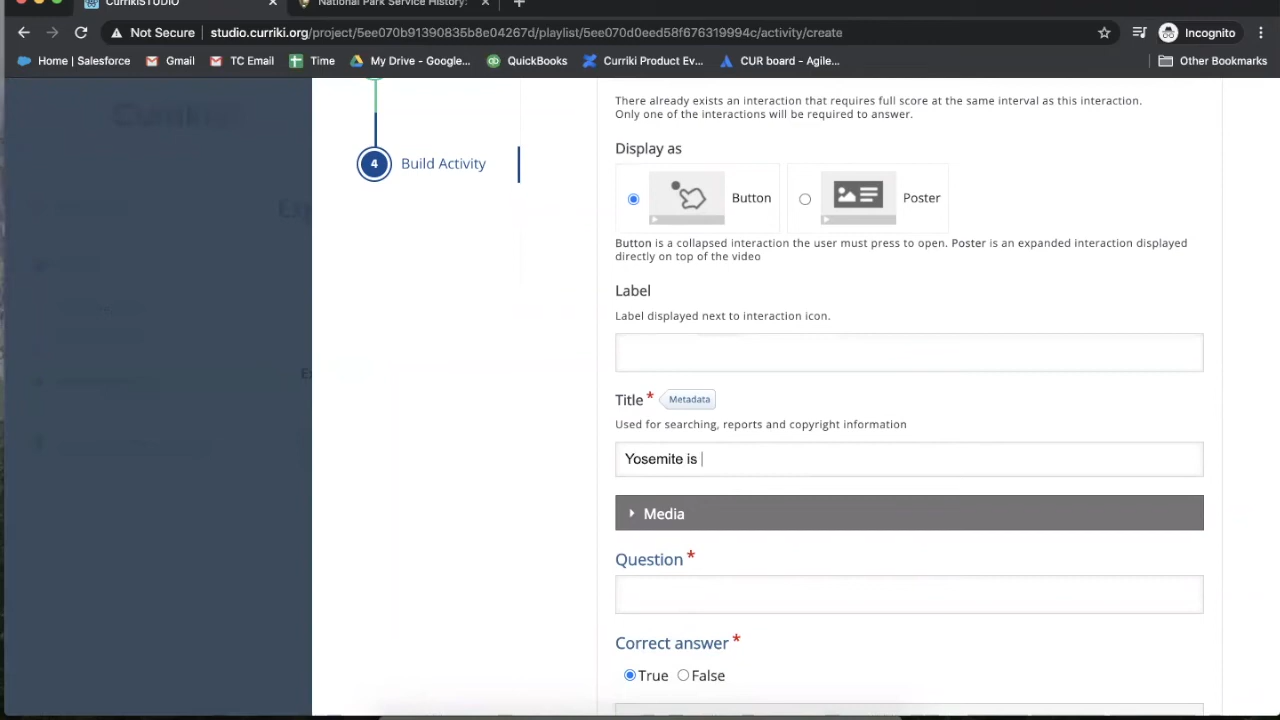 CurrikiSTUDIO
National Park Service History:
Not Secure
studio.curriki.org/project/5ee070b91390835b8e04267d/playlist/5ee070d0eed58f676319994c/activity/create
Incognito
Home | Salesforce
Gmail
TC Email
Time
My Drive - Google...
QuickBooks
Curriki Product Ev...
CUR board - Agile...
Other Bookmarks
There already exists an interaction that requires full score at the same interval as this interaction.
Only one of the interactions will be required to answer.
4 Build Activity
Display as
Button
Poster
Button is a collapsed interaction the user must press to open. Poster is an expanded interaction displayed
directly on top of the video
Label
Label displayed next to interaction icon.
Title * Metadata
Used for searching, reports and copyright information
Yosemite is
Media
Question *
Correct answer *
True False